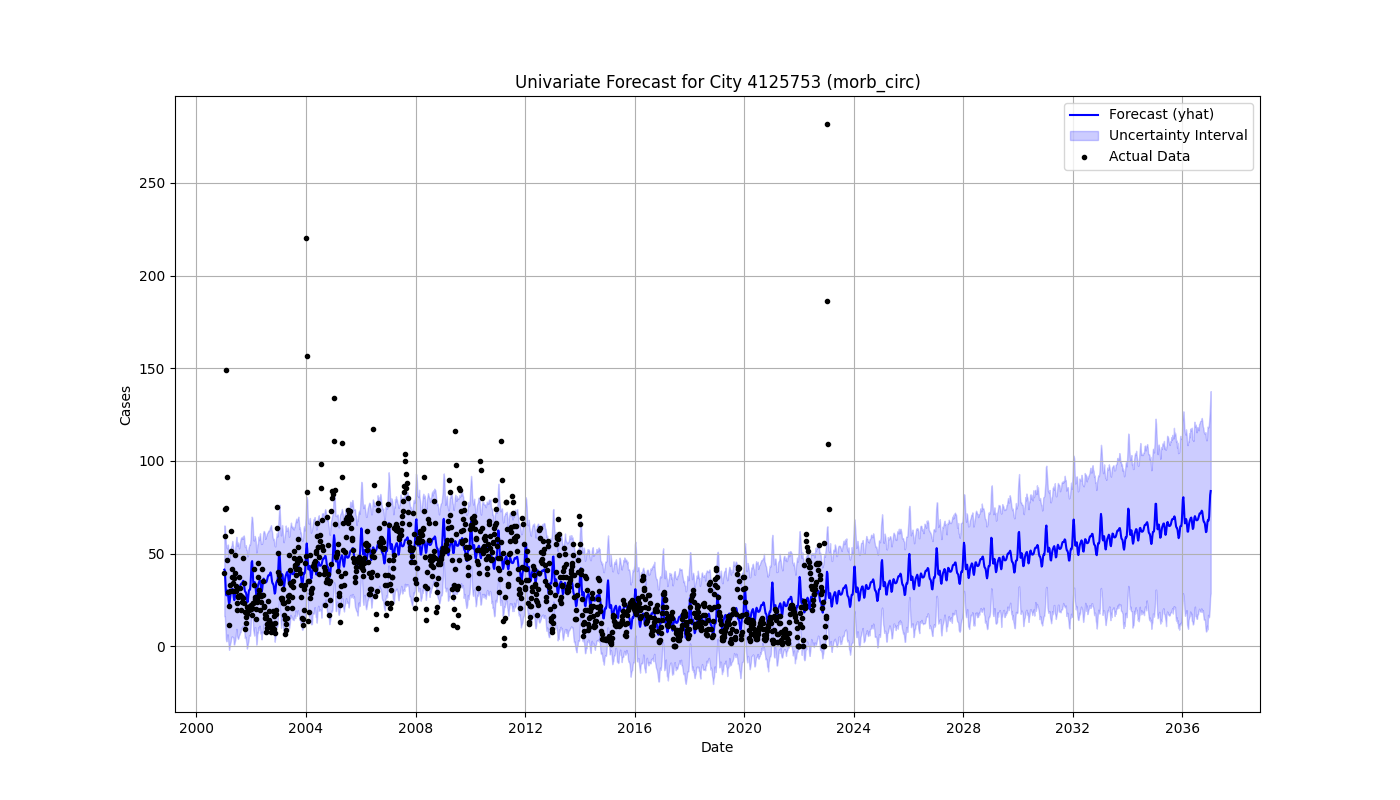 Univariate Forecast for City 4125753 (morb_circ)
Forecast (yhat)
Uncertainty Interval
Actual Data
Cases
250
200
150
100
50
0
2000 2004 2008 2012 2016 2020 2024 2028 2032 2036
Date